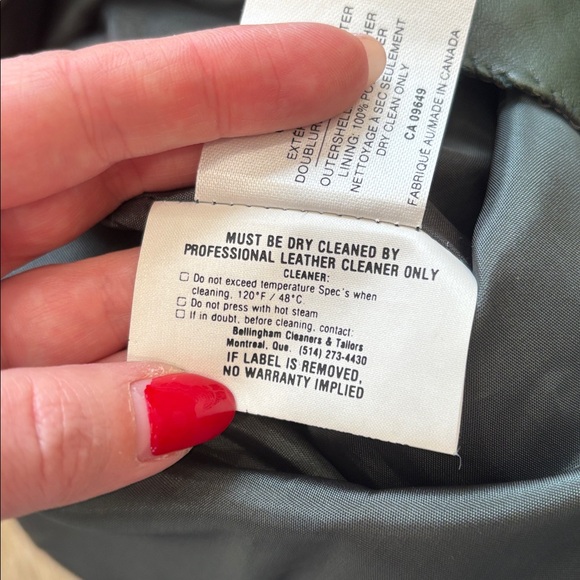 EXTE
DOUBLUR
OUTERSHELL
LINING: 100% PO
NETTOYAGE À SEC SEULEMENT
DRY CLEAN ONLY
CA 09649
FABRIQUÉ AU/MADE IN CANADA
MUST BE DRY CLEANED BY
PROFESSIONAL LEATHER CLEANER ONLY
CLEANER:
☐ Do not exceed temperature Spec's when
cleaning. 120°F / 48°C.
☐ Do not press with hot steam
☐ If in doubt, before cleaning, contact:
Bellingham Cleaners & Tailors
Montreal, Que. (514) 273-4430
IF LABEL IS REMOVED,
NO WARRANTY IMPLIED